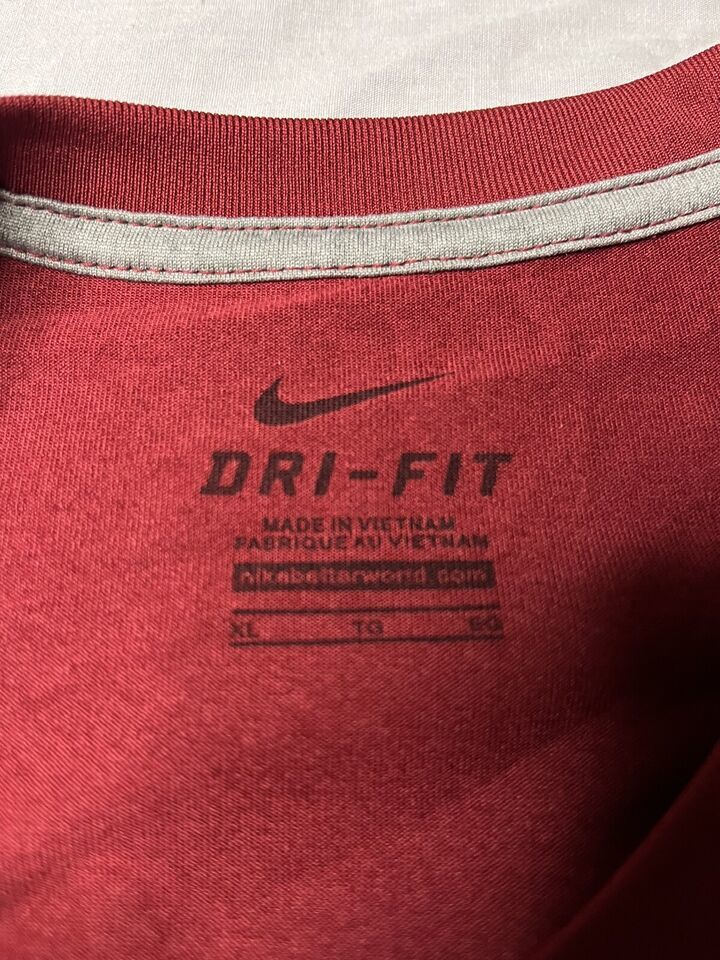 DRI-FIT
MADE IN VIETNAM
FABRIQUE AU VIETNAM
nikebetterworld.com
XL TG EG